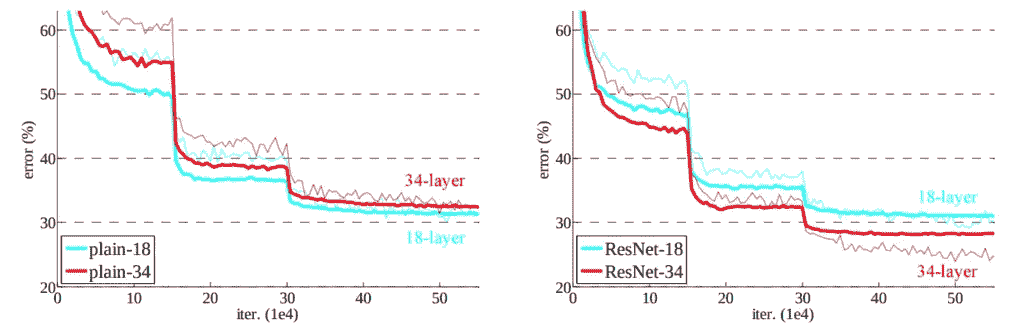 60
50
40
30
20
error (%)
0
10
20
30
40
50
iter. (1e4)
34-layer
18-layer
plain-18
plain-34
60
50
40
30
20
error (%)
0
10
20
30
40
50
iter. (1e4)
18-layer
34-layer
ResNet-18
ResNet-34